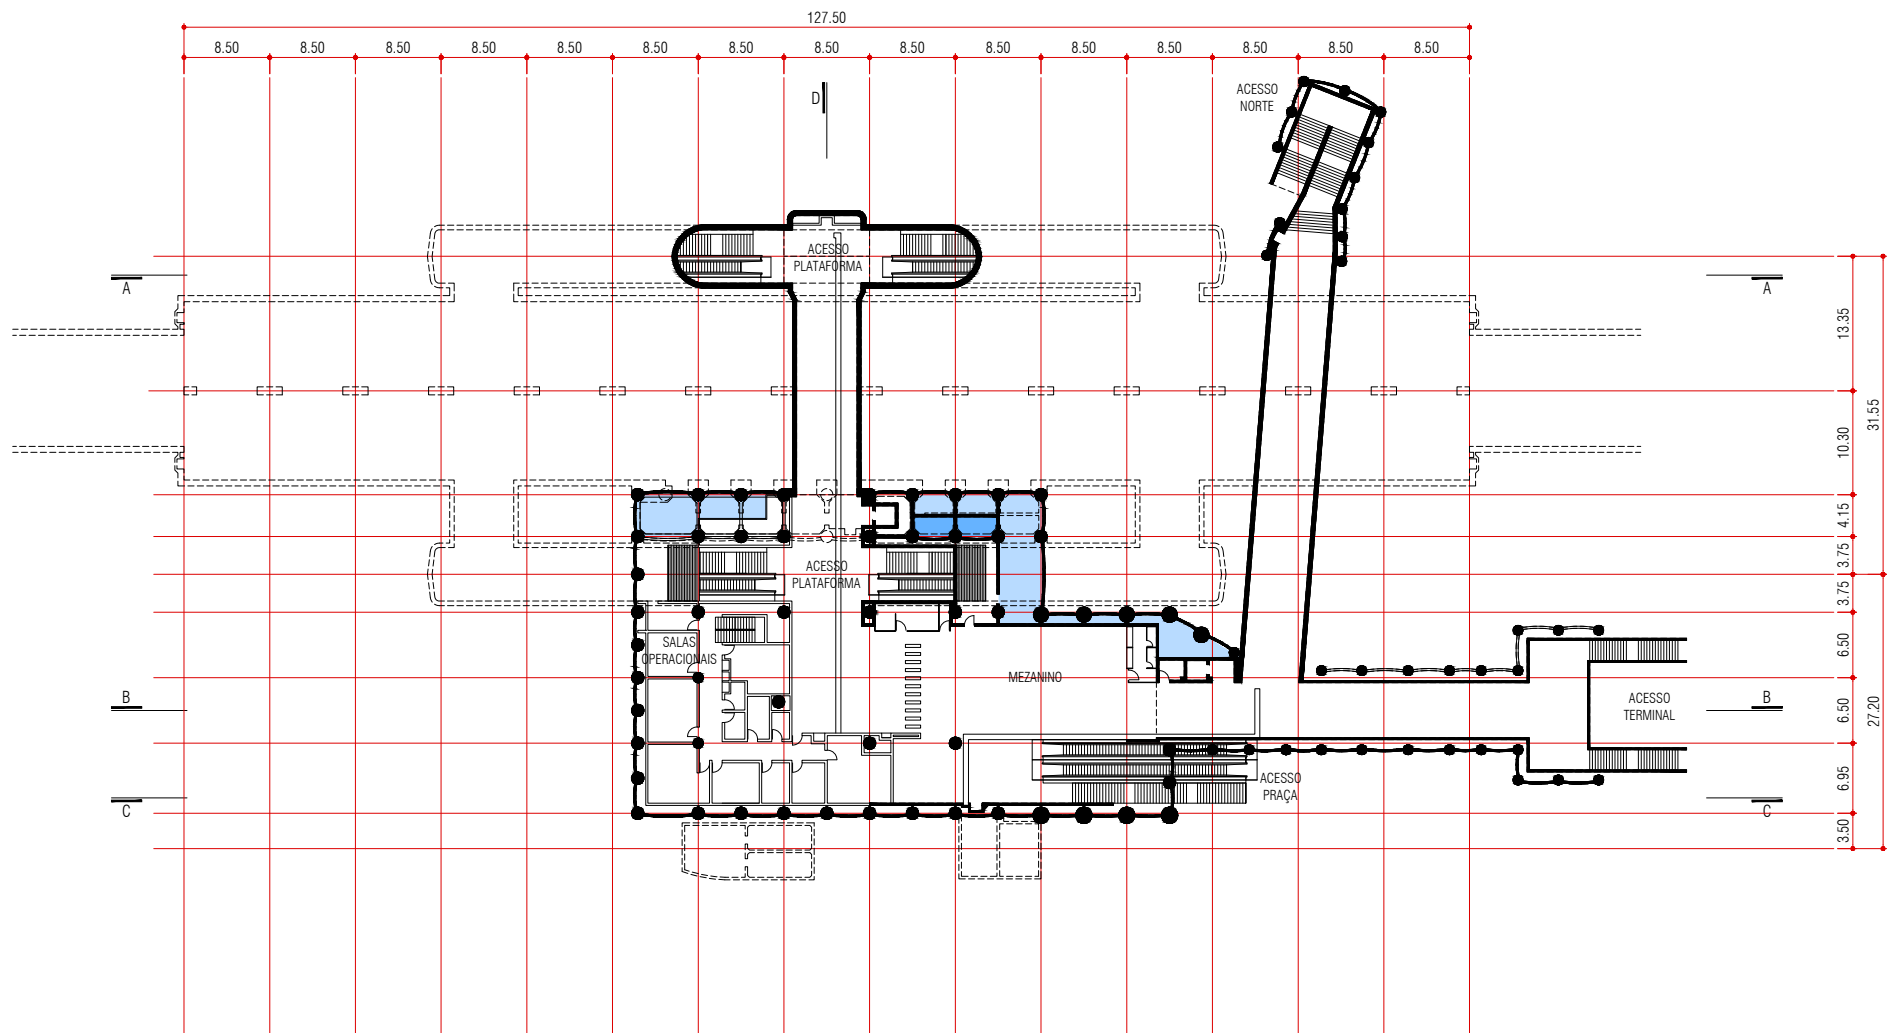 127.50
8.50 8.50 8.50 8.50 8.50 8.50 8.50 8.50 8.50 8.50 8.50 8.50 8.50 8.50 8.50
D
ACESSO
NORTE
ACESSO
PLATAFORMA
A
A
13.35
10.30
31.55
4.15
3.75
3.75
ACESSO
PLATAFORMA
SALAS
OPERACIONAIS
MEZANINO
6.50
B
B
ACESSO
TERMINAL
6.50
27.20
ACESSO
PRAÇA
6.95
C
C
3.50